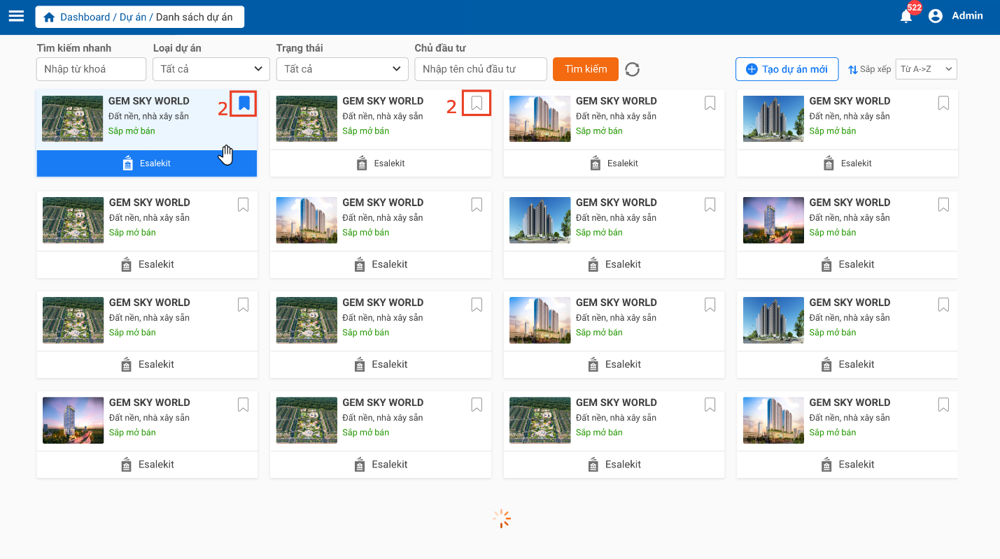 Dashboard / Dự án / Danh sách dự án
522
Admin
Tìm kiếm nhanh
Loại dự án
Trạng thái
Chủ đầu tư
Nhập từ khoá
Tất cả
Tất cả
Nhập tên chủ đầu tư
Tìm kiếm
Tạo dự án mới
Sắp xếp
Từ A->Z
GEM SKY WORLD
Đất nền, nhà xây sẵn
Sắp mở bán
2
Esalekit
GEM SKY WORLD
Đất nền, nhà xây sẵn
Sắp mở bán
2
Esalekit
GEM SKY WORLD
Đất nền, nhà xây sẵn
Sắp mở bán
Esalekit
GEM SKY WORLD
Đất nền, nhà xây sẵn
Sắp mở bán
Esalekit
GEM SKY WORLD
Đất nền, nhà xây sẵn
Sắp mở bán
Esalekit
GEM SKY WORLD
Đất nền, nhà xây sẵn
Sắp mở bán
Esalekit
GEM SKY WORLD
Đất nền, nhà xây sẵn
Sắp mở bán
Esalekit
GEM SKY WORLD
Đất nền, nhà xây sẵn
Sắp mở bán
Esalekit
GEM SKY WORLD
Đất nền, nhà xây sẵn
Sắp mở bán
Esalekit
GEM SKY WORLD
Đất nền, nhà xây sẵn
Sắp mở bán
Esalekit
GEM SKY WORLD
Đất nền, nhà xây sẵn
Sắp mở bán
Esalekit
GEM SKY WORLD
Đất nền, nhà xây sẵn
Sắp mở bán
Esalekit
GEM SKY WORLD
Đất nền, nhà xây sẵn
Sắp mở bán
Esalekit
GEM SKY WORLD
Đất nền, nhà xây sẵn
Sắp mở bán
Esalekit
GEM SKY WORLD
Đất nền, nhà xây sẵn
Sắp mở bán
Esalekit
GEM SKY WORLD
Đất nền, nhà xây sẵn
Sắp mở bán
Esalekit